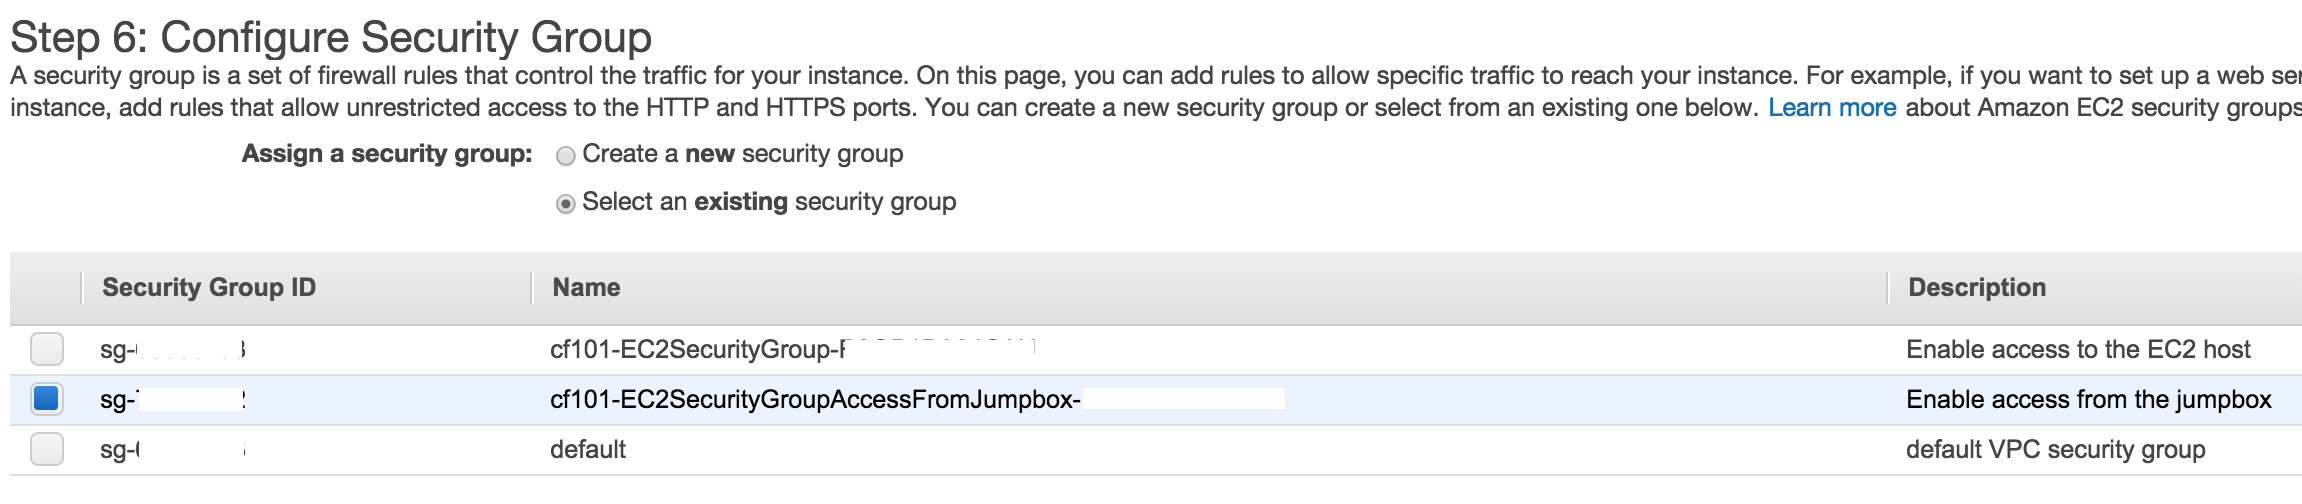 Step 6: Configure Security Group
A security group is a set of firewall rules that control the traffic for your instance. On this page, you can add rules to allow specific traffic to reach your instance. For example, if you want to set up a web ser
instance, add rules that allow unrestricted access to the HTTP and HTTPS ports. You can create a new security group or select from an existing one below. Learn more about Amazon EC2 security groups
Assign a security group: Create a new security group
Select an existing security group
Security Group ID Name Description
sg- cf101-EC2SecurityGroup- Enable access to the EC2 host
sg- cf101-EC2SecurityGroupAccessFromJumpbox- Enable access from the jumpbox
sg- default default VPC security group